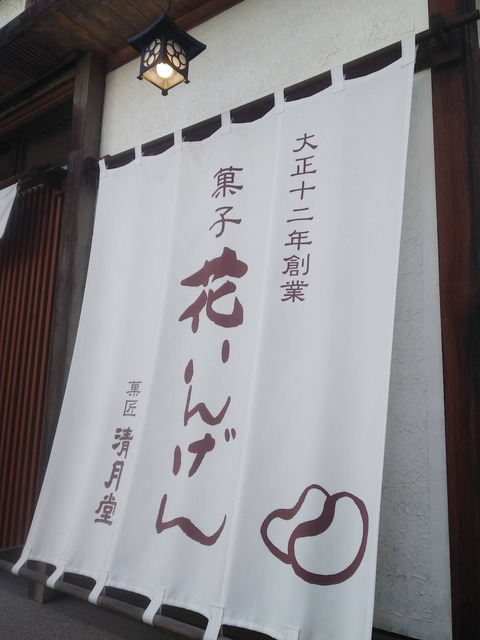 大正十二年創業
菓子
花いんげん
菓匠
清月堂